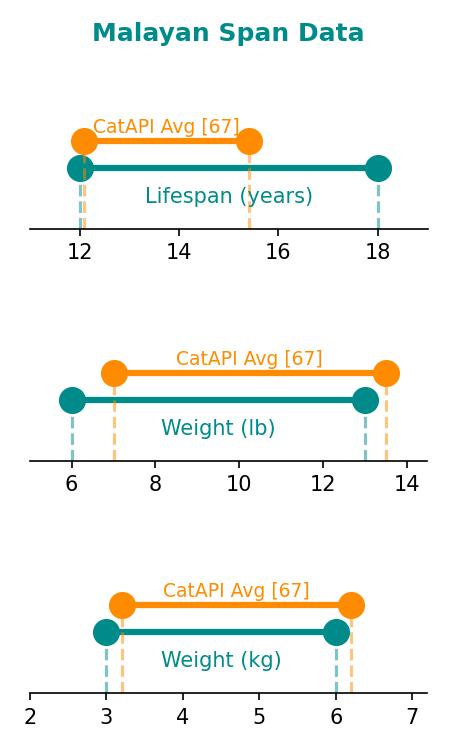 Malayan Span Data
CatAPI Avg [67]
Lifespan (years)
12 14 16 18
CatAPI Avg [67]
Weight (lb)
6 8 10 12 14
CatAPI Avg [67]
Weight (kg)
2 3 4 5 6 7